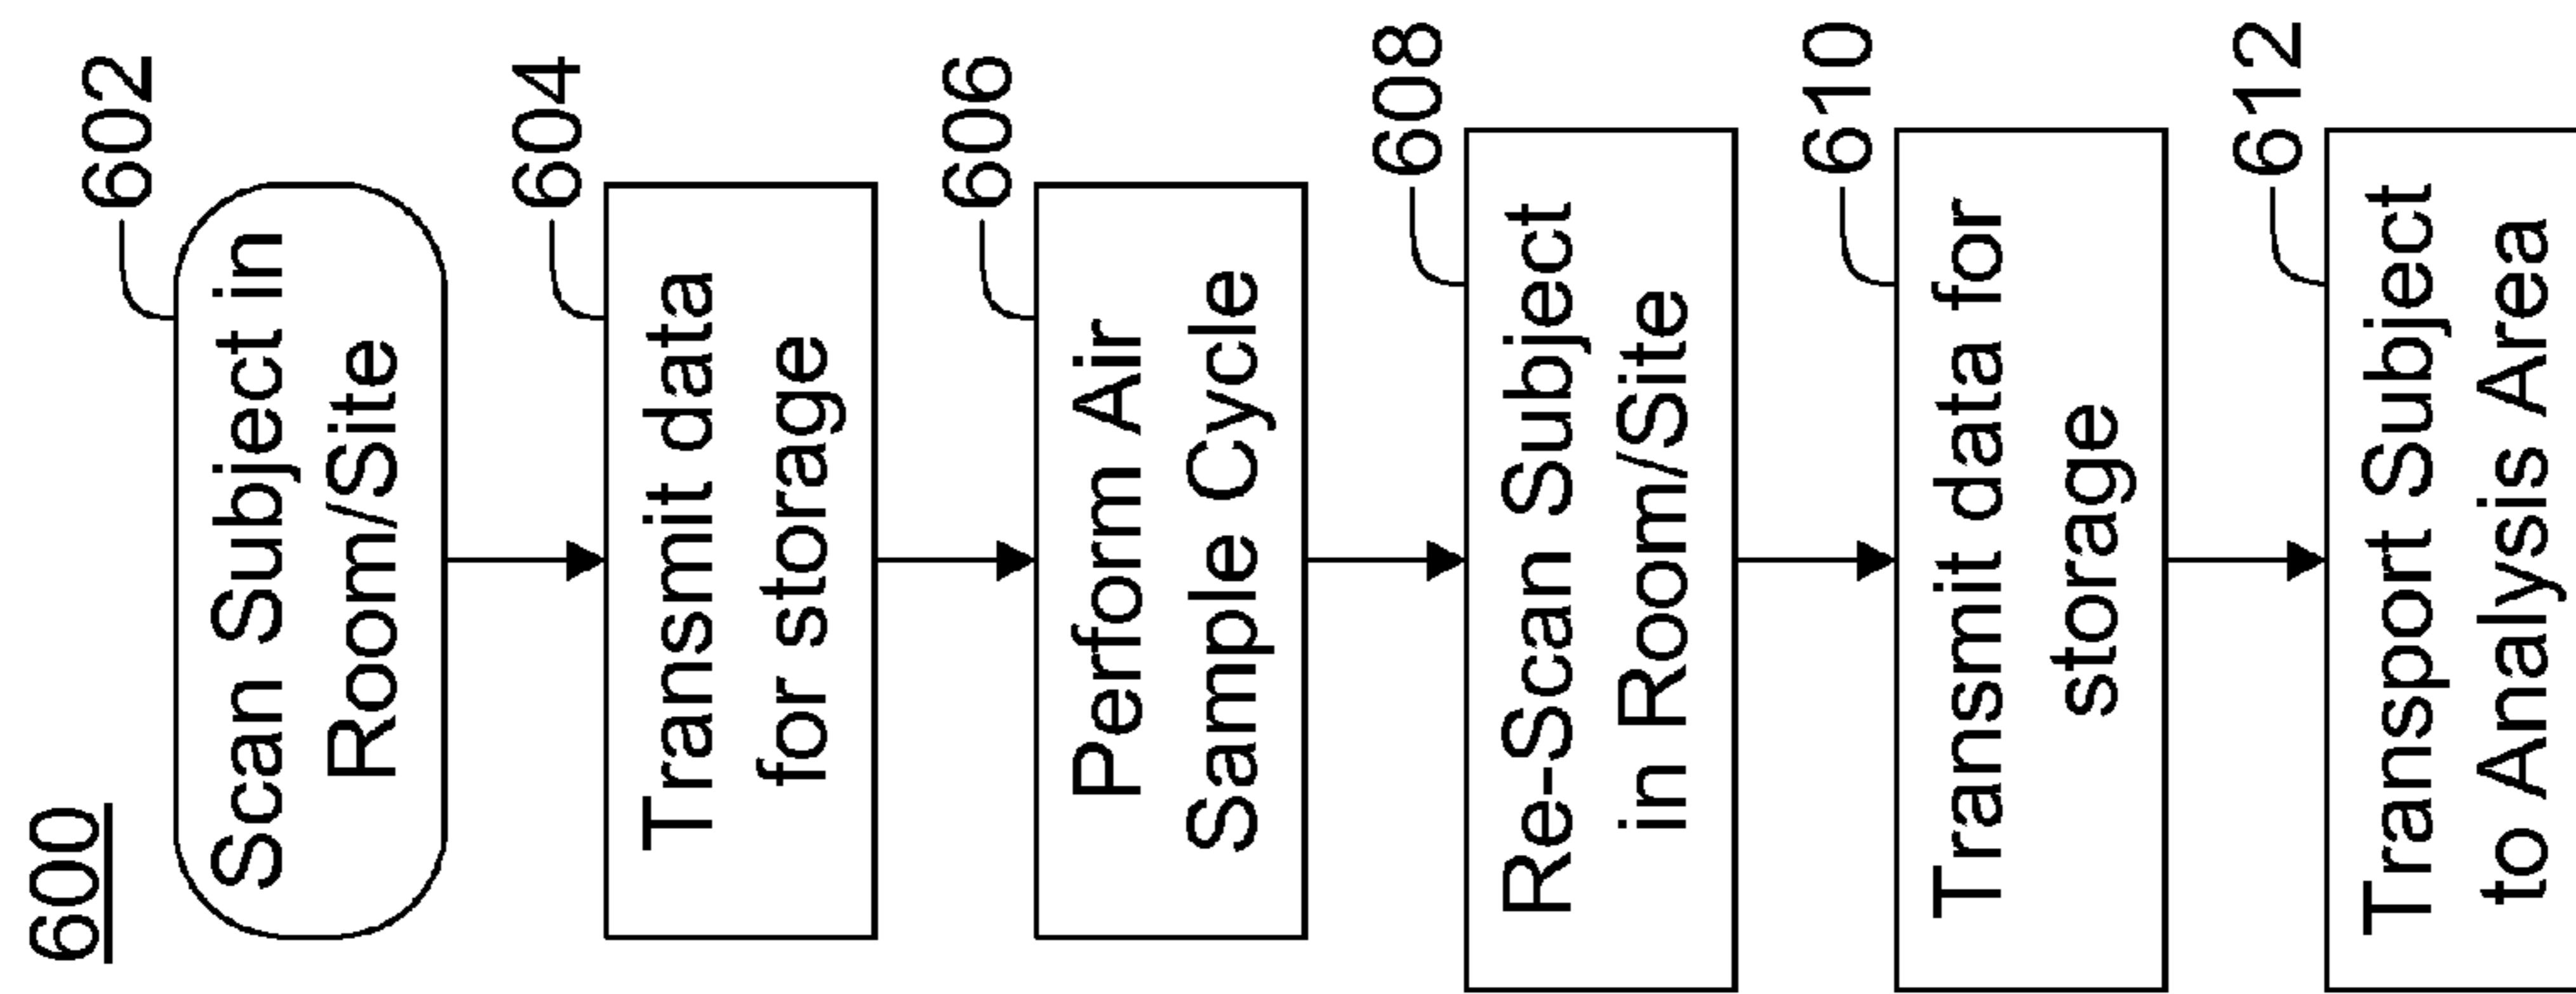 600
602
Scan Subject in
Room/Site
604
Transmit data
for storage
606
Perform Air
Sample Cycle
608
Re-Scan Subject
in Room/Site
610
Transmit data for
storage
612
Transport Subject
to Analysis Area